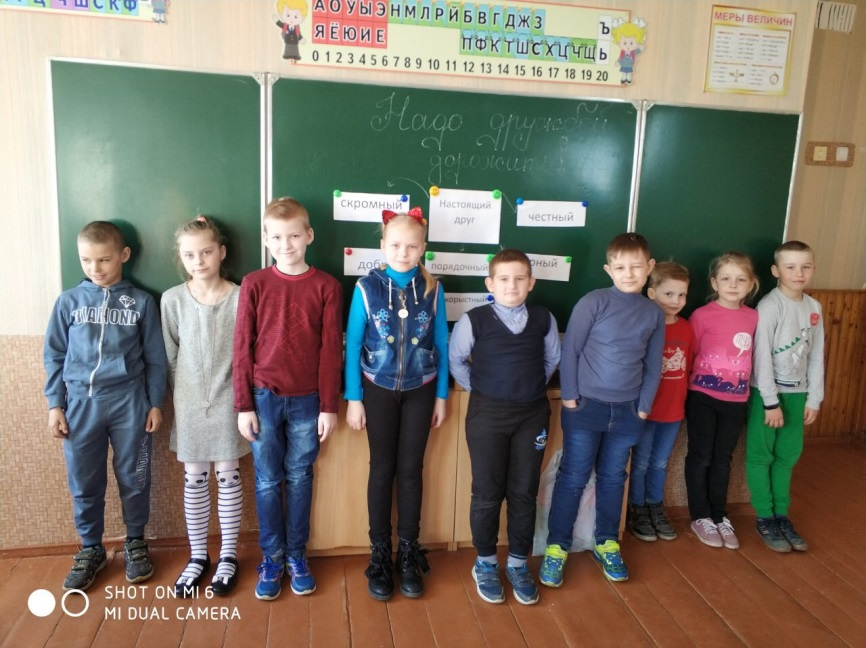 Ц Ч Ш С К Ф
АОУЫЭНМЛРЙБВГДЖЗ Ъ
ЯЁЮИЕ ПФКТШСХЦЧЩ Ь
0 1 2 3 4 5 6 7 8 9 10 11 12 13 14 15 16 17 18 19 20
МЕРЫ ВЕЛИЧИН
Надо дружбой
дорожить
скромный
Настоящий
друг
честный
порядочный
DIAMOND
SHOT ON MI 6
MI DUAL CAMERA